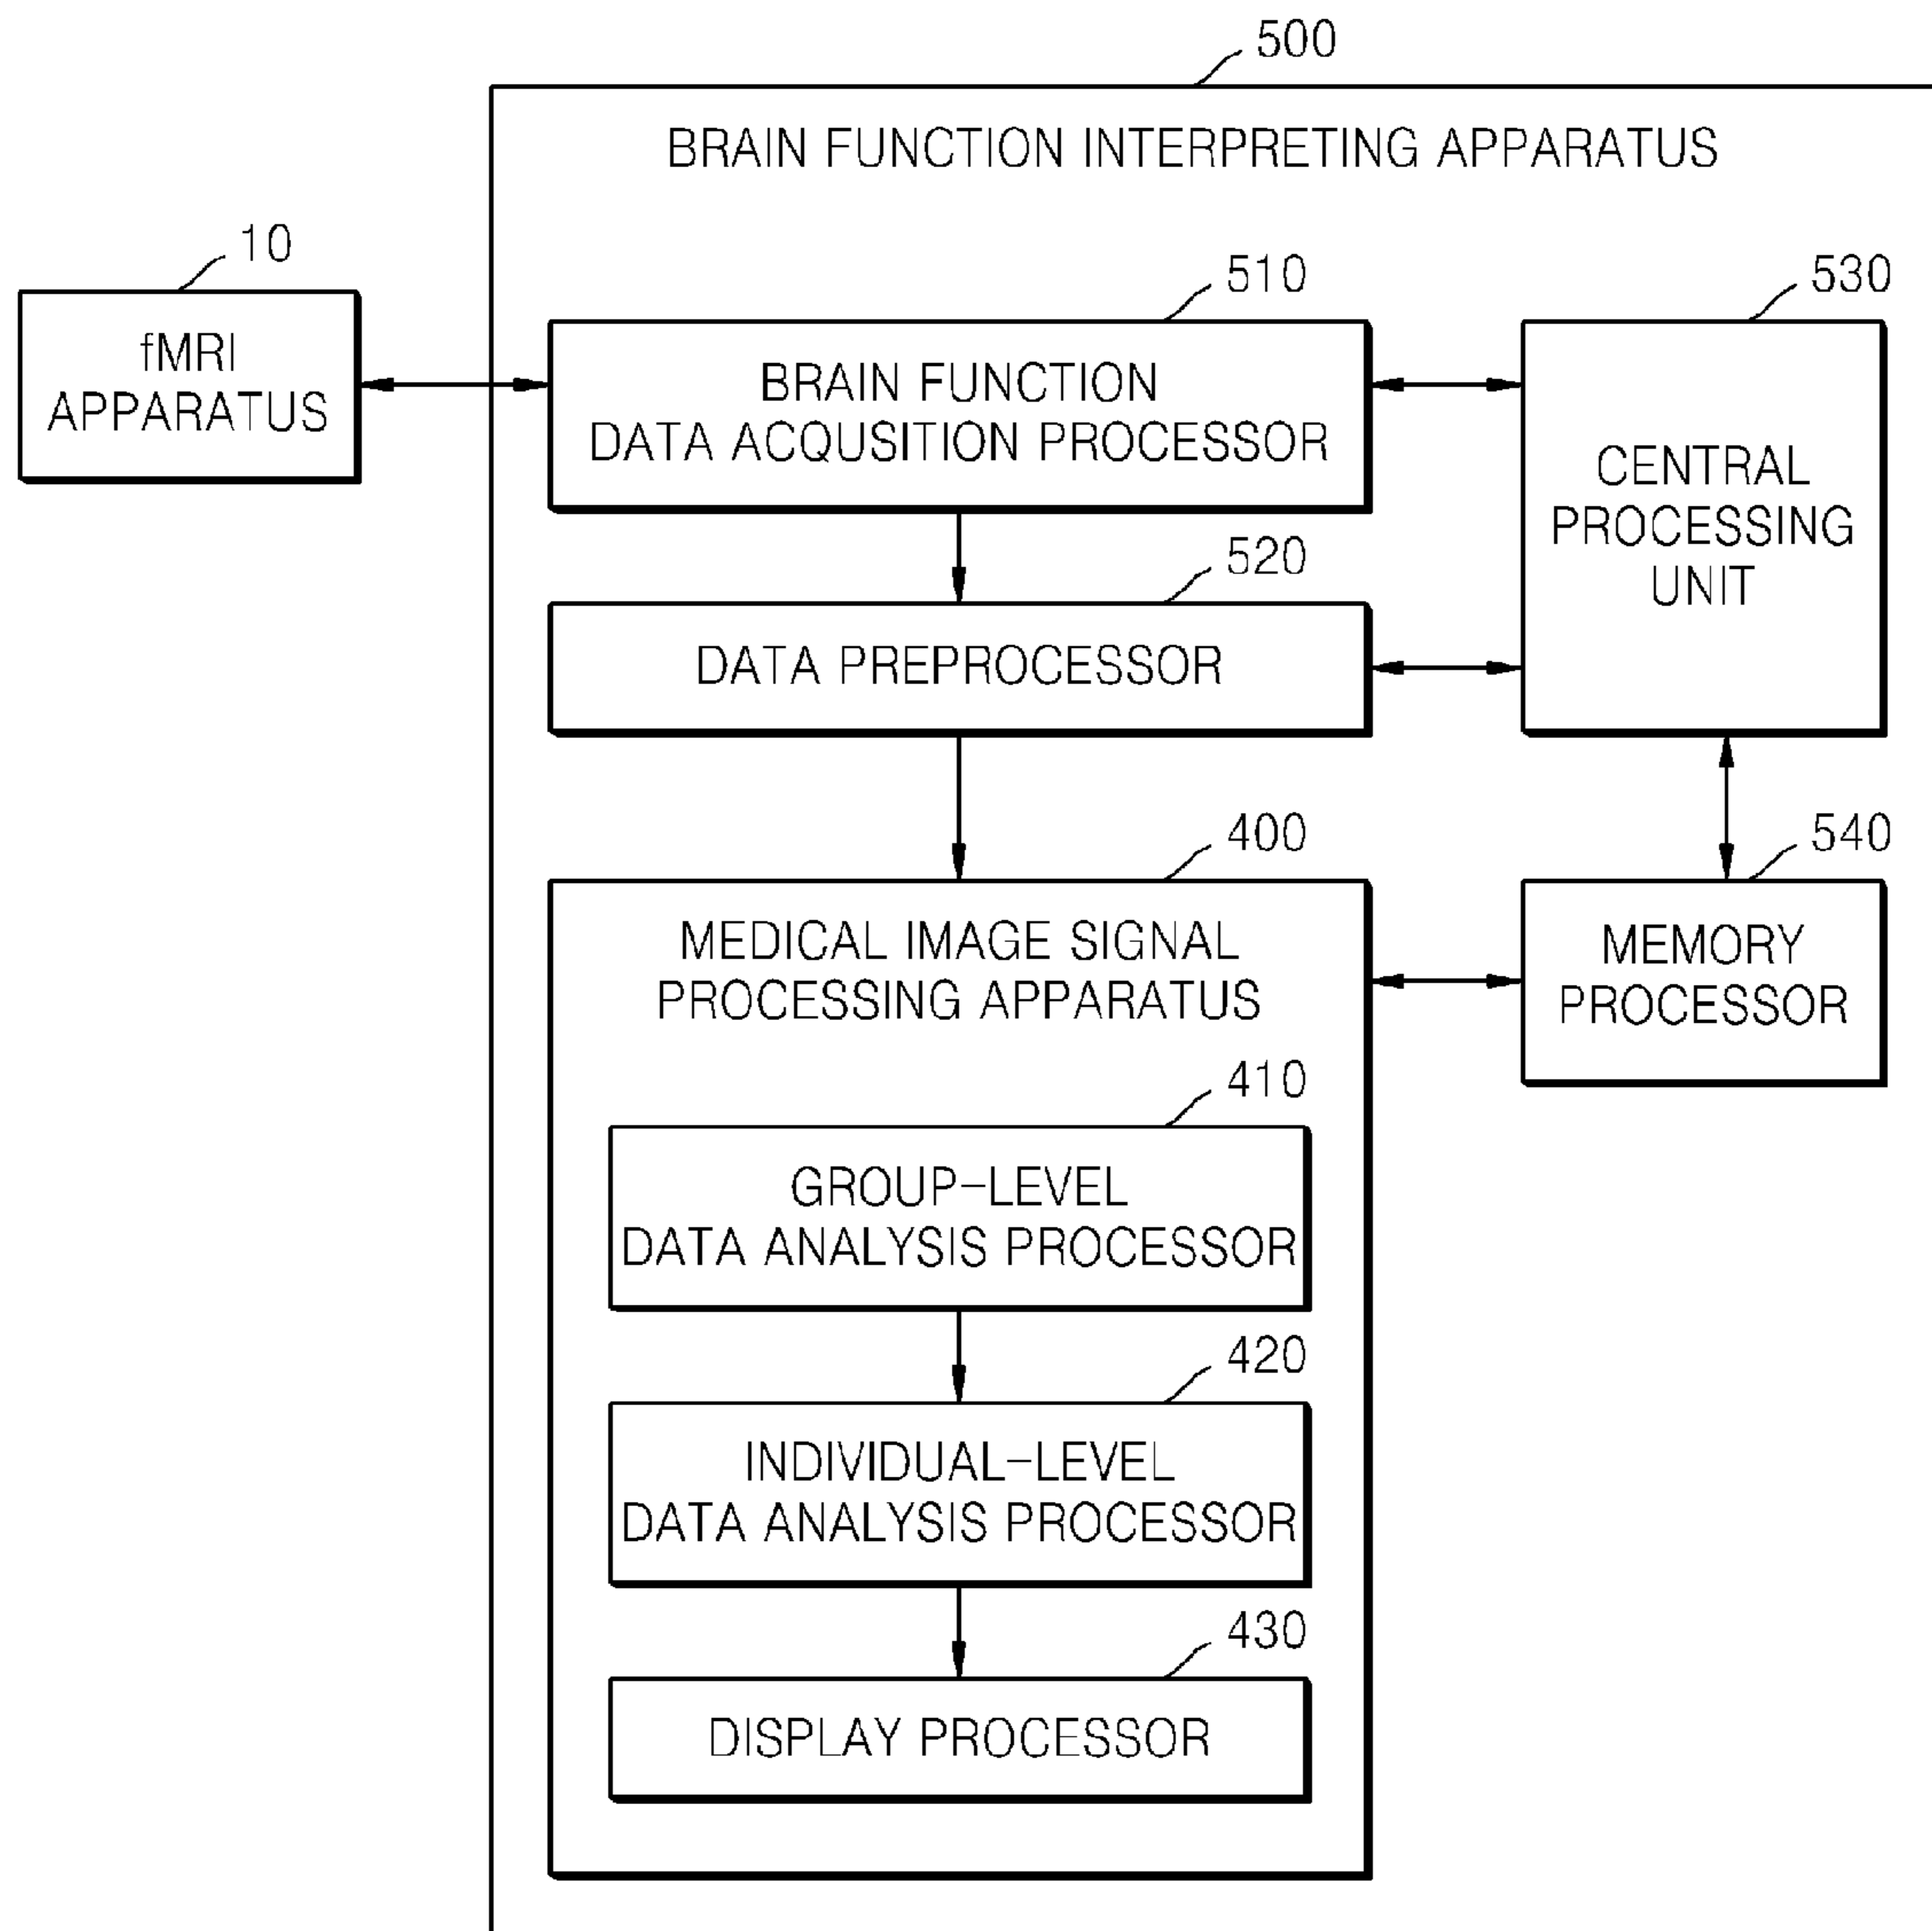 500
BRAIN FUNCTION INTERPRETING APPARATUS
10
fMRI
APPARATUS
510
BRAIN FUNCTION
DATA ACQUSITION PROCESSOR
530
CENTRAL
PROCESSING
UNIT
520
DATA PREPROCESSOR
400
MEDICAL IMAGE SIGNAL
PROCESSING APPARATUS
540
MEMORY
PROCESSOR
410
GROUP-LEVEL
DATA ANALYSIS PROCESSOR
420
INDIVIDUAL-LEVEL
DATA ANALYSIS PROCESSOR
430
DISPLAY PROCESSOR